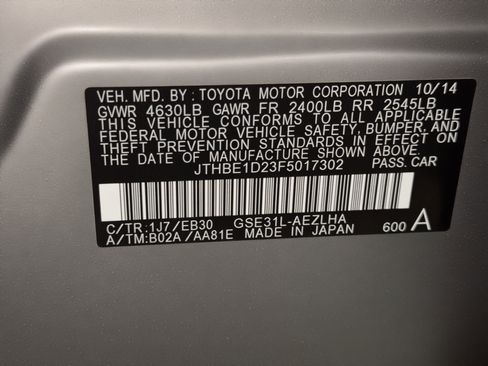 VEH. MFD. BY : TOYOTA MOTOR CORPORATION 10/14
GVWR 4630LB GAWR FR 2400LB RR 2545LB
THIS VEHICLE CONFORMS TO ALL APPLICABLE
FEDERAL MOTOR VEHICLE SAFETY, BUMPER, AND
THEFT PREVENTION STANDARDS IN EFFECT ON
THE DATE OF MANUFACTURE SHOWN ABOVE.
JTHBE1D23F5017302 PASS. CAR
C/TR:1J7/EB30 GSE31L-AEZLHA
A/TM:B02A /AA81E MADE IN JAPAN 600 A